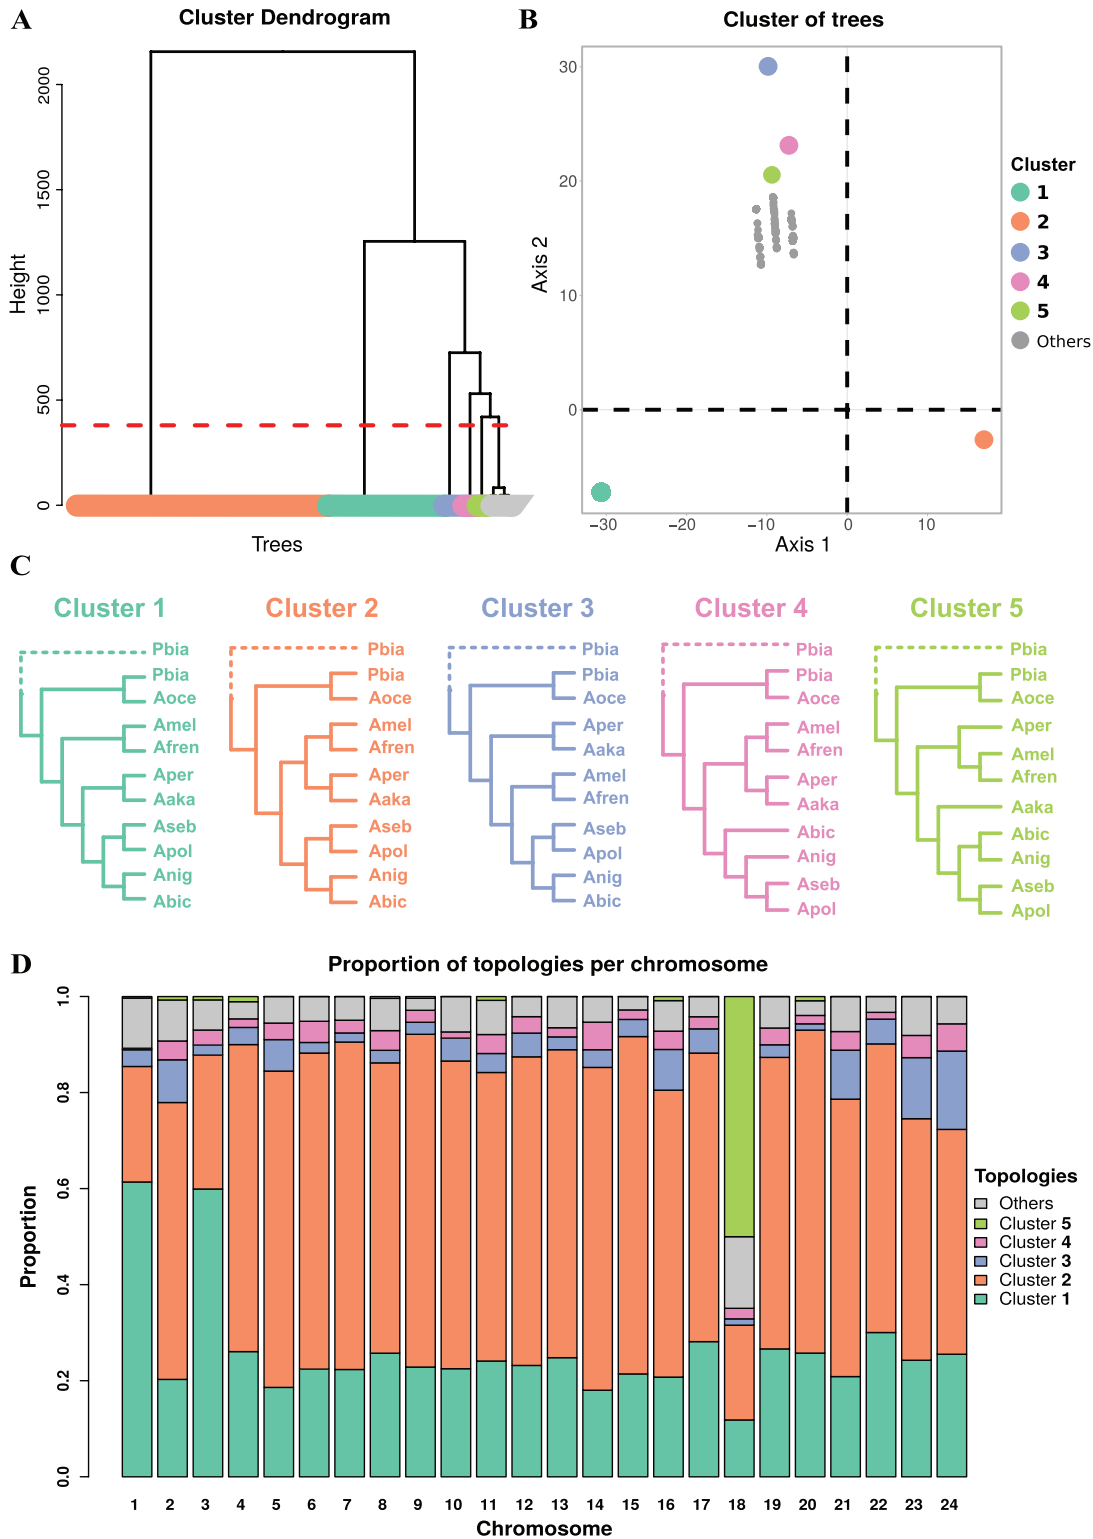 A
Cluster Dendrogram
Height
0
500
1000
1500
2000
Trees
B
Cluster of trees
Axis 2
30
20
10
0
−30
−20
−10
0
10
Axis 1
Cluster
1
2
3
4
5
Others
C
Cluster 1
Pbia
Pbia
Aoce
Amel
Afren
Aper
Aaka
Aseb
Apol
Anig
Abic
Cluster 2
Pbia
Pbia
Aoce
Amel
Afren
Aper
Aaka
Aseb
Apol
Anig
Abic
Cluster 3
Pbia
Pbia
Aoce
Aper
Aaka
Amel
Afren
Aseb
Apol
Anig
Abic
Cluster 4
Pbia
Pbia
Aoce
Amel
Afren
Aper
Aaka
Abic
Anig
Aseb
Apol
Cluster 5
Pbia
Pbia
Aoce
Aper
Amel
Afren
Aaka
Abic
Anig
Aseb
Apol
D
Proportion of topologies per chromosome
Proportion
1.0
0.8
0.6
0.4
0.2
0.0
1 2 3 4 5 6 7 8 9 10 11 12 13 14 15 16 17 18 19 20 21 22 23 24
Chromosome
Topologies
Others
Cluster 5
Cluster 4
Cluster 3
Cluster 2
Cluster 1